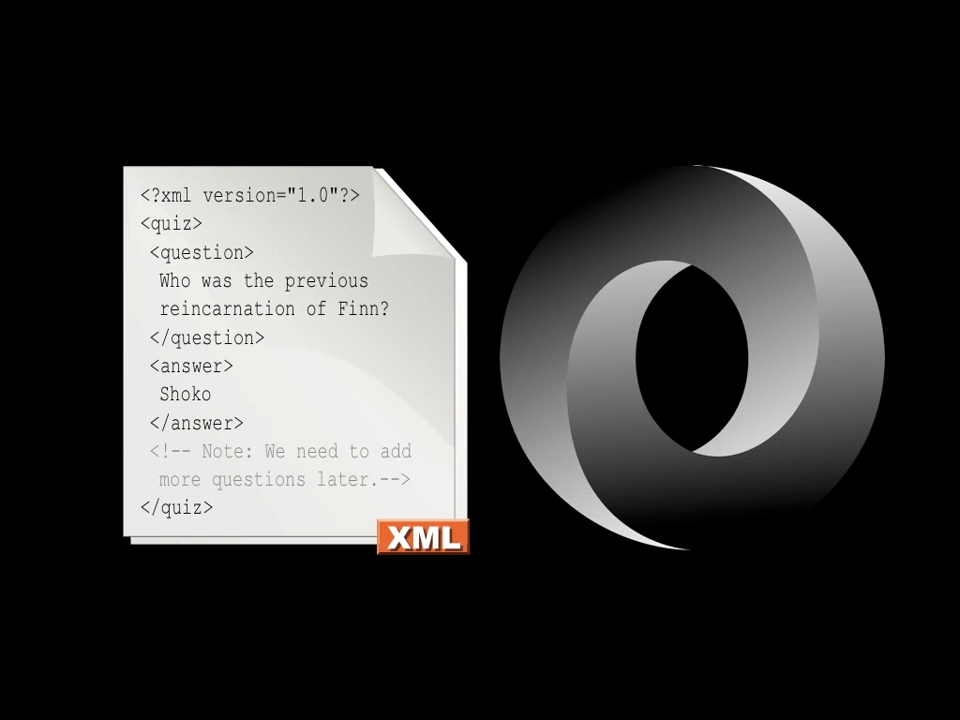 <?xml version="1.0"?>
<quiz>
<question>
Who was the previous
reincarnation of Finn?
</question>
<answer>
Shoko
</answer>
<!-- Note: We need to add
more questions later.-->
</quiz>
XML